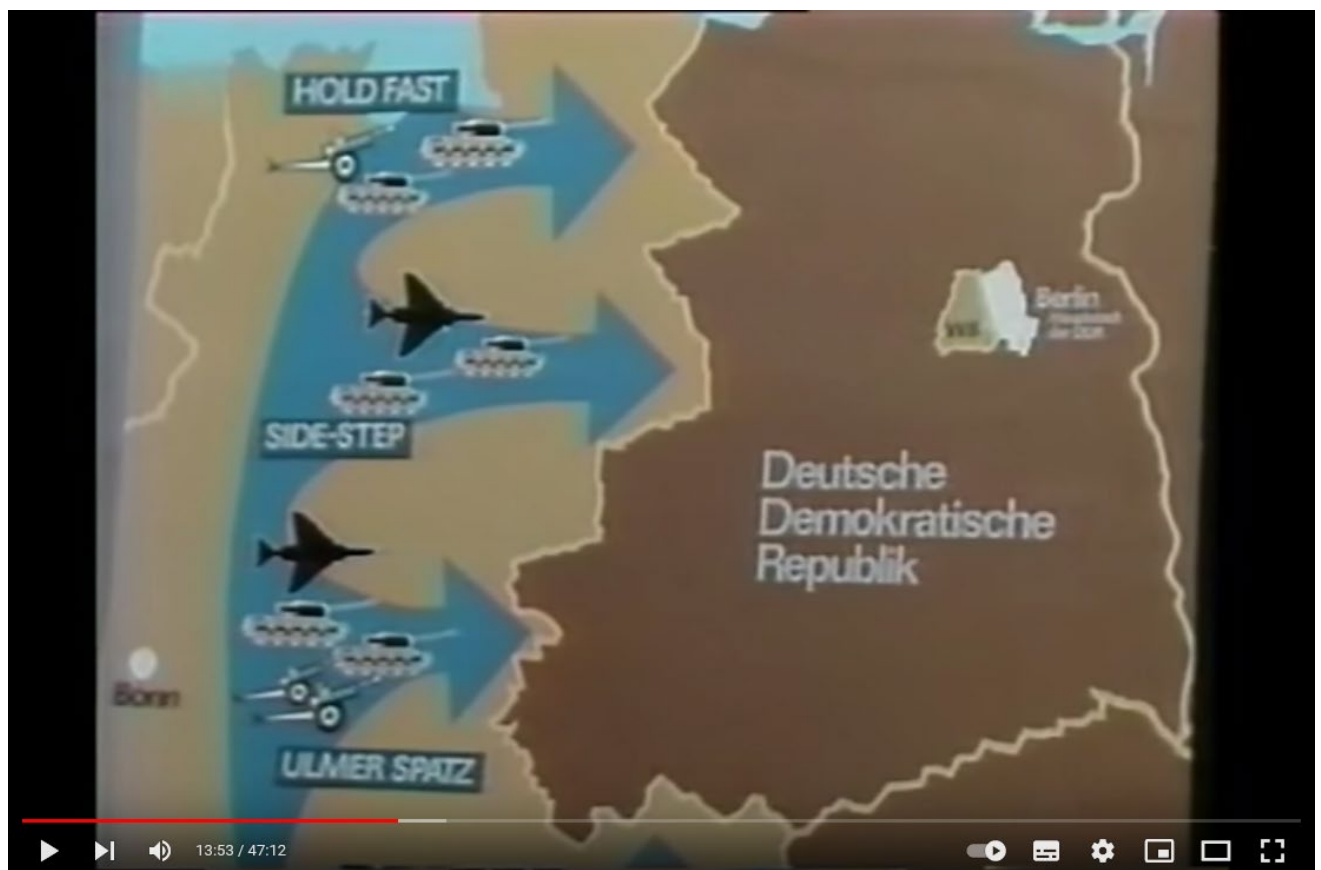 HOLD FAST
Berlin
SIDE-STEP
Deutsche
Demokratische
Republik
Bonn
ULMER SPATZ
13:53 / 47:12